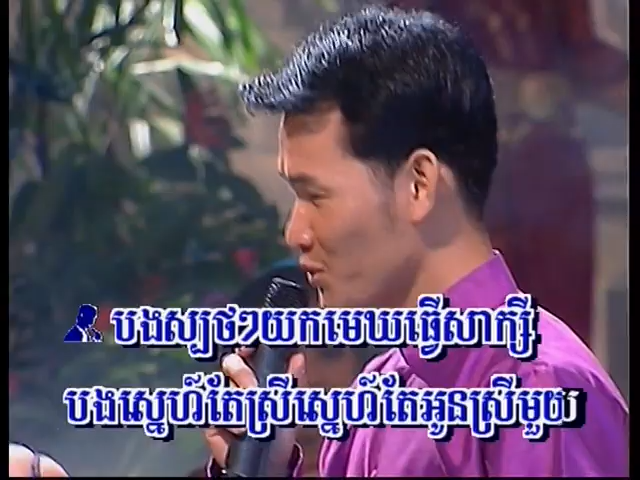 បងស្បថៗយកមេឃធ្វើសាក្សី
បងស្នេហ៍តែស្រីស្នេហ៍តែអូនស្រីមួយ